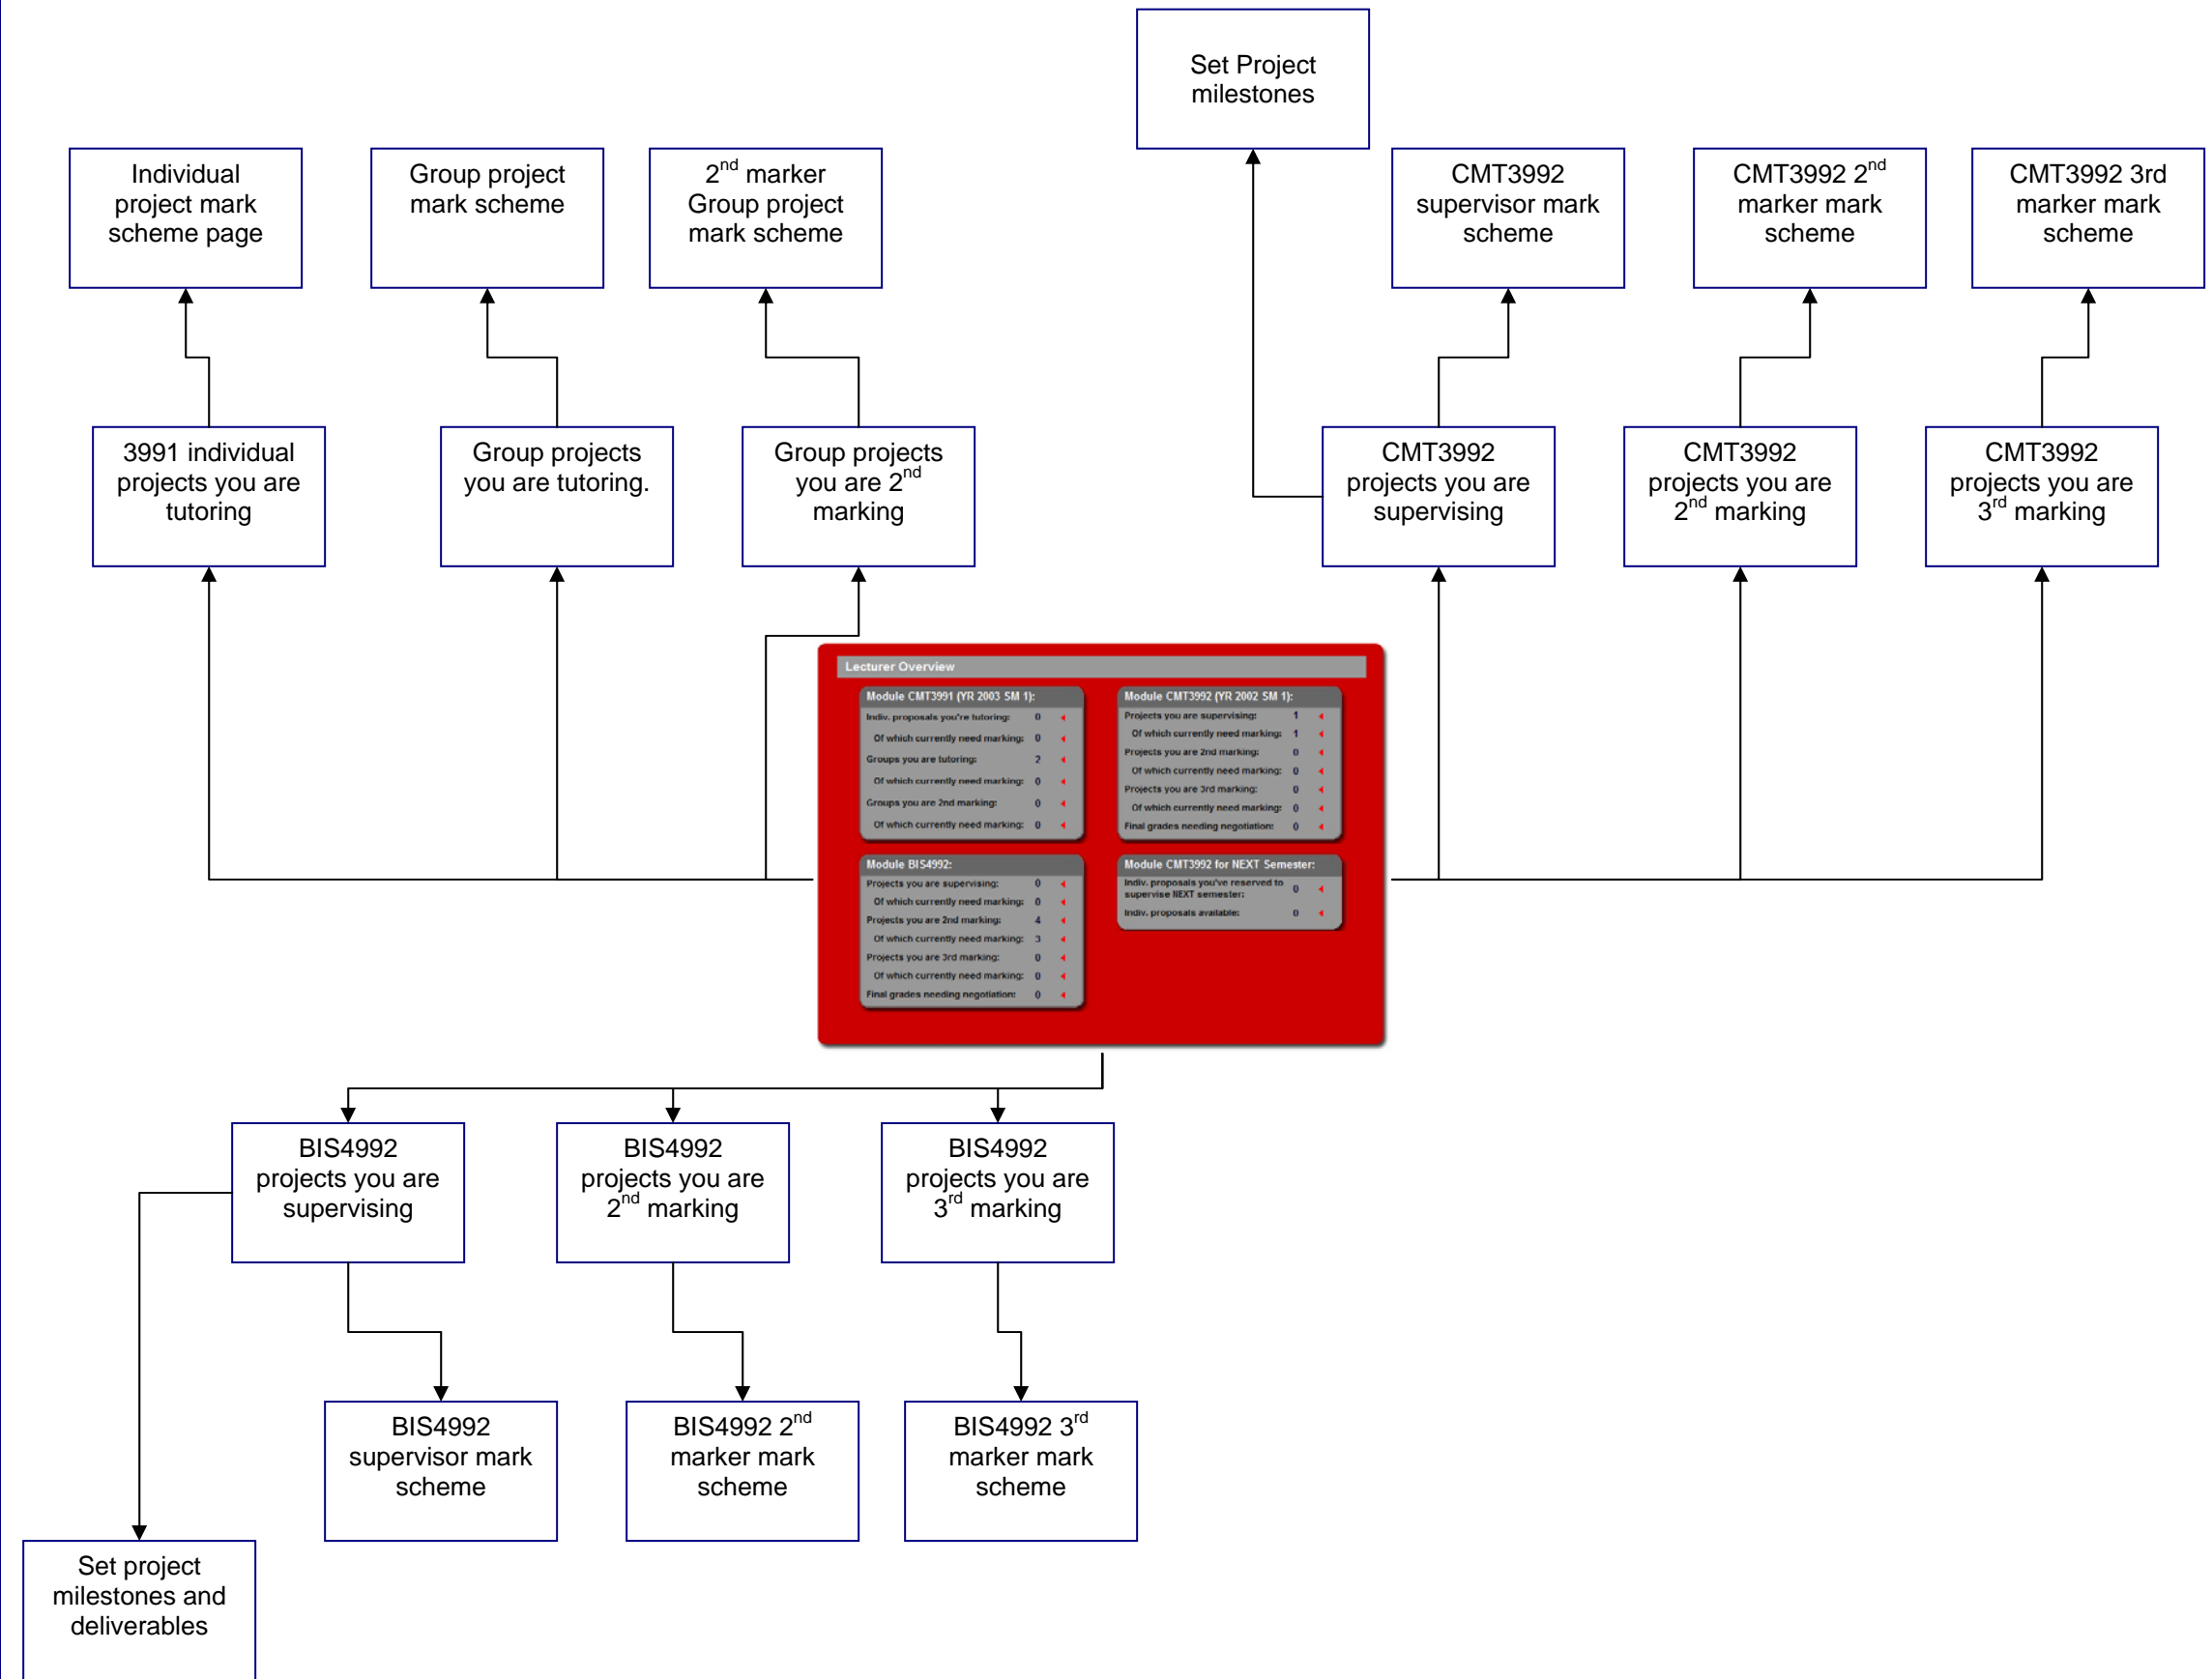 Set Project
milestones
Individual
project mark
scheme page
Group project
mark scheme
2nd marker
Group project
mark scheme
CMT3992
supervisor mark
scheme
CMT3992 2nd
marker mark
scheme
CMT3992 3rd
marker mark
scheme
3991 individual
projects you are
tutoring
Group projects
you are tutoring.
Group projects
you are 2nd
marking
CMT3992
projects you are
supervising
CMT3992
projects you are
2nd marking
CMT3992
projects you are
3rd marking
Lecturer Overview
Module CMT3991 (YR 2003 SM 1):
Indiv. proposals you're tutoring: 0
Of which currently need marking: 0
Groups you are tutoring: 2
Of which currently need marking: 0
Groups you are 2nd marking: 0
Of which currently need marking: 0
Module CMT3992 (YR 2002 SM 1):
Projects you are supervising: 1
Of which currently need marking: 1
Projects you are 2nd marking: 0
Of which currently need marking: 0
Projects you are 3rd marking: 0
Of which currently need marking: 0
Final grades needing negotiation: 0
Module BIS4992:
Projects you are supervising: 0
Of which currently need marking: 0
Projects you are 2nd marking: 4
Of which currently need marking: 3
Projects you are 3rd marking: 0
Of which currently need marking: 0
Final grades needing negotiation: 0
Module CMT3992 for NEXT Semester:
Indiv. proposals you've reserved to
supervise NEXT semester: 0
Indiv. proposals available: 0
BIS4992
projects you are
supervising
BIS4992
projects you are
2nd marking
BIS4992
projects you are
3rd marking
BIS4992
supervisor mark
scheme
BIS4992 2nd
marker mark
scheme
BIS4992 3rd
marker mark
scheme
Set project
milestones and
deliverables